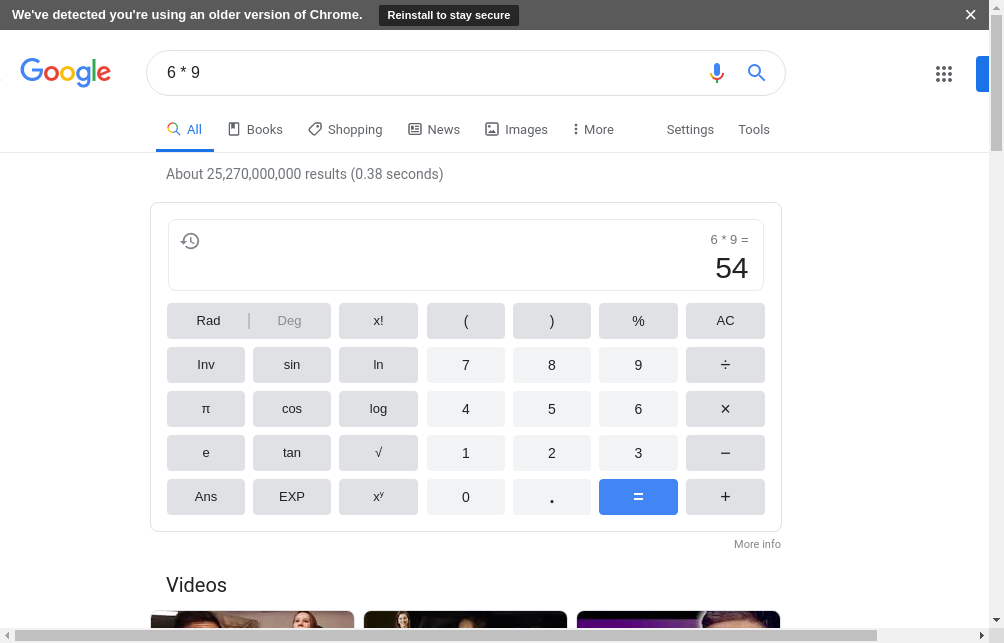 We've detected you're using an older version of Chrome. Reinstall to stay secure ×
Google 6 * 9
All Books Shopping News Images More Settings Tools
About 25,270,000,000 results (0.38 seconds)
6 * 9 =
54
Rad | Deg x! ( ) % AC
Inv sin ln 7 8 9 ÷
π cos log 4 5 6 ×
e tan √ 1 2 3 −
Ans EXP xʸ 0 . = +
More info
Videos